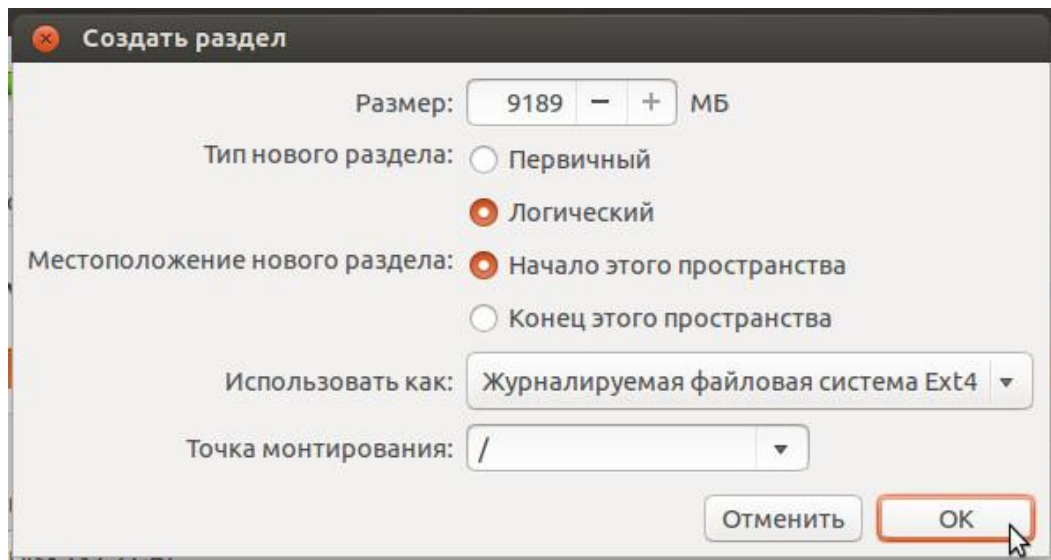 Создать раздел
Размер: 9189 − + МБ
Тип нового раздела: Первичный
Логический
Местоположение нового раздела: Начало этого пространства
Конец этого пространства
Использовать как: Журналируемая файловая система Ext4
Точка монтирования: /
Отменить OK